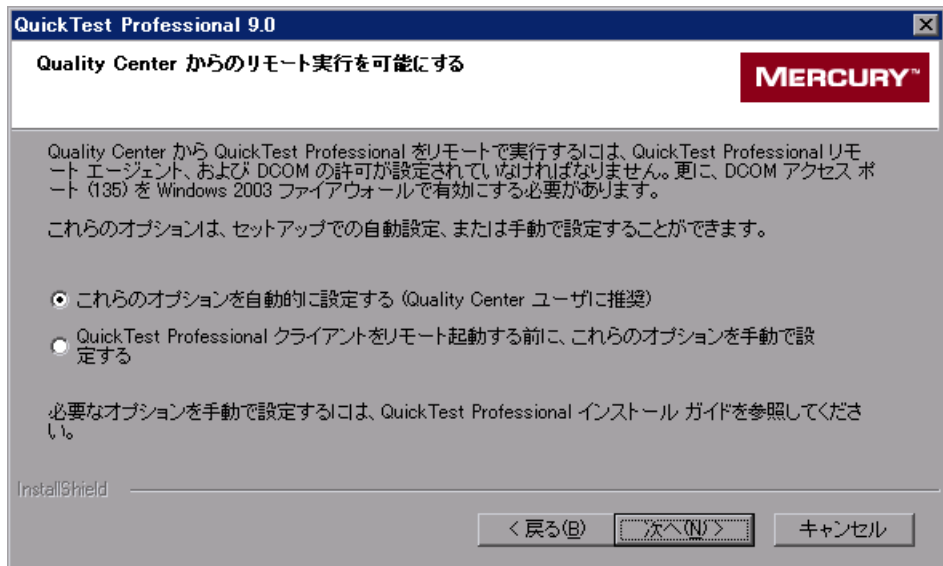 QuickTest Professional 9.0
Quality Center からのリモート実行を可能にする
MERCURY™
Quality Center から QuickTest Professional をリモートで実行するには、QuickTest Professional リモ
ート エージェント、および DCOM の許可が設定されていなければなりません。更に、DCOM アクセス ポ
ート (135) を Windows 2003 ファイアウォールで有効にする必要があります。
これらのオプションは、セットアップでの自動設定、または手動で設定することができます。
これらのオプションを自動的に設定する (Quality Center ユーザに推奨)
QuickTest Professional クライアントをリモート起動する前に、これらのオプションを手動で設
定する
必要なオプションを手動で設定するには、QuickTest Professional インストール ガイドを参照してくださ
い。
InstallShield
< 戻る(B)
次へ(N) >
キャンセル